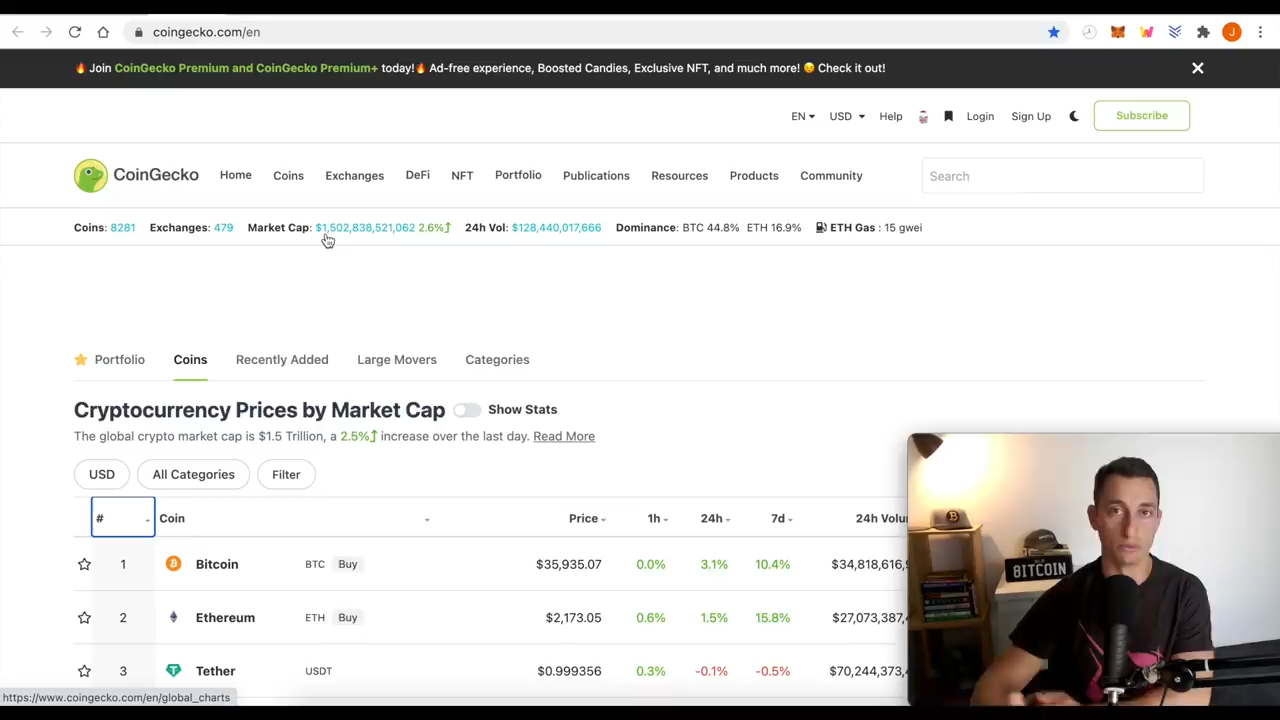 coingecko.com/en
J
🔥 Join CoinGecko Premium and CoinGecko Premium+ today!🔥 Ad-free experience, Boosted Candies, Exclusive NFT, and much more! 😉 Check it out!
EN USD Help Login Sign Up Subscribe
CoinGecko Home Coins Exchanges DeFi NFT Portfolio Publications Resources Products Community Search
Coins: 8281 Exchanges: 479 Market Cap: $1,502,838,521,062 2.6% 24h Vol: $128,440,017,666 Dominance: BTC 44.8% ETH 16.9% ETH Gas : 15 gwei
Portfolio Coins Recently Added Large Movers Categories
Cryptocurrency Prices by Market Cap Show Stats
The global crypto market cap is $1.5 Trillion, a 2.5% increase over the last day. Read More
USD All Categories Filter
# Coin Price 1h 24h 7d 24h Volu
1 Bitcoin BTC Buy $35,935.07 0.0% 3.1% 10.4% $34,818,616,
2 Ethereum ETH Buy $2,173.05 0.6% 1.5% 15.8% $27,073,387,
3 Tether USDT $0.999356 0.3% -0.1% -0.5% $70,244,373,
https://www.coingecko.com/en/global_charts
BITCOIN